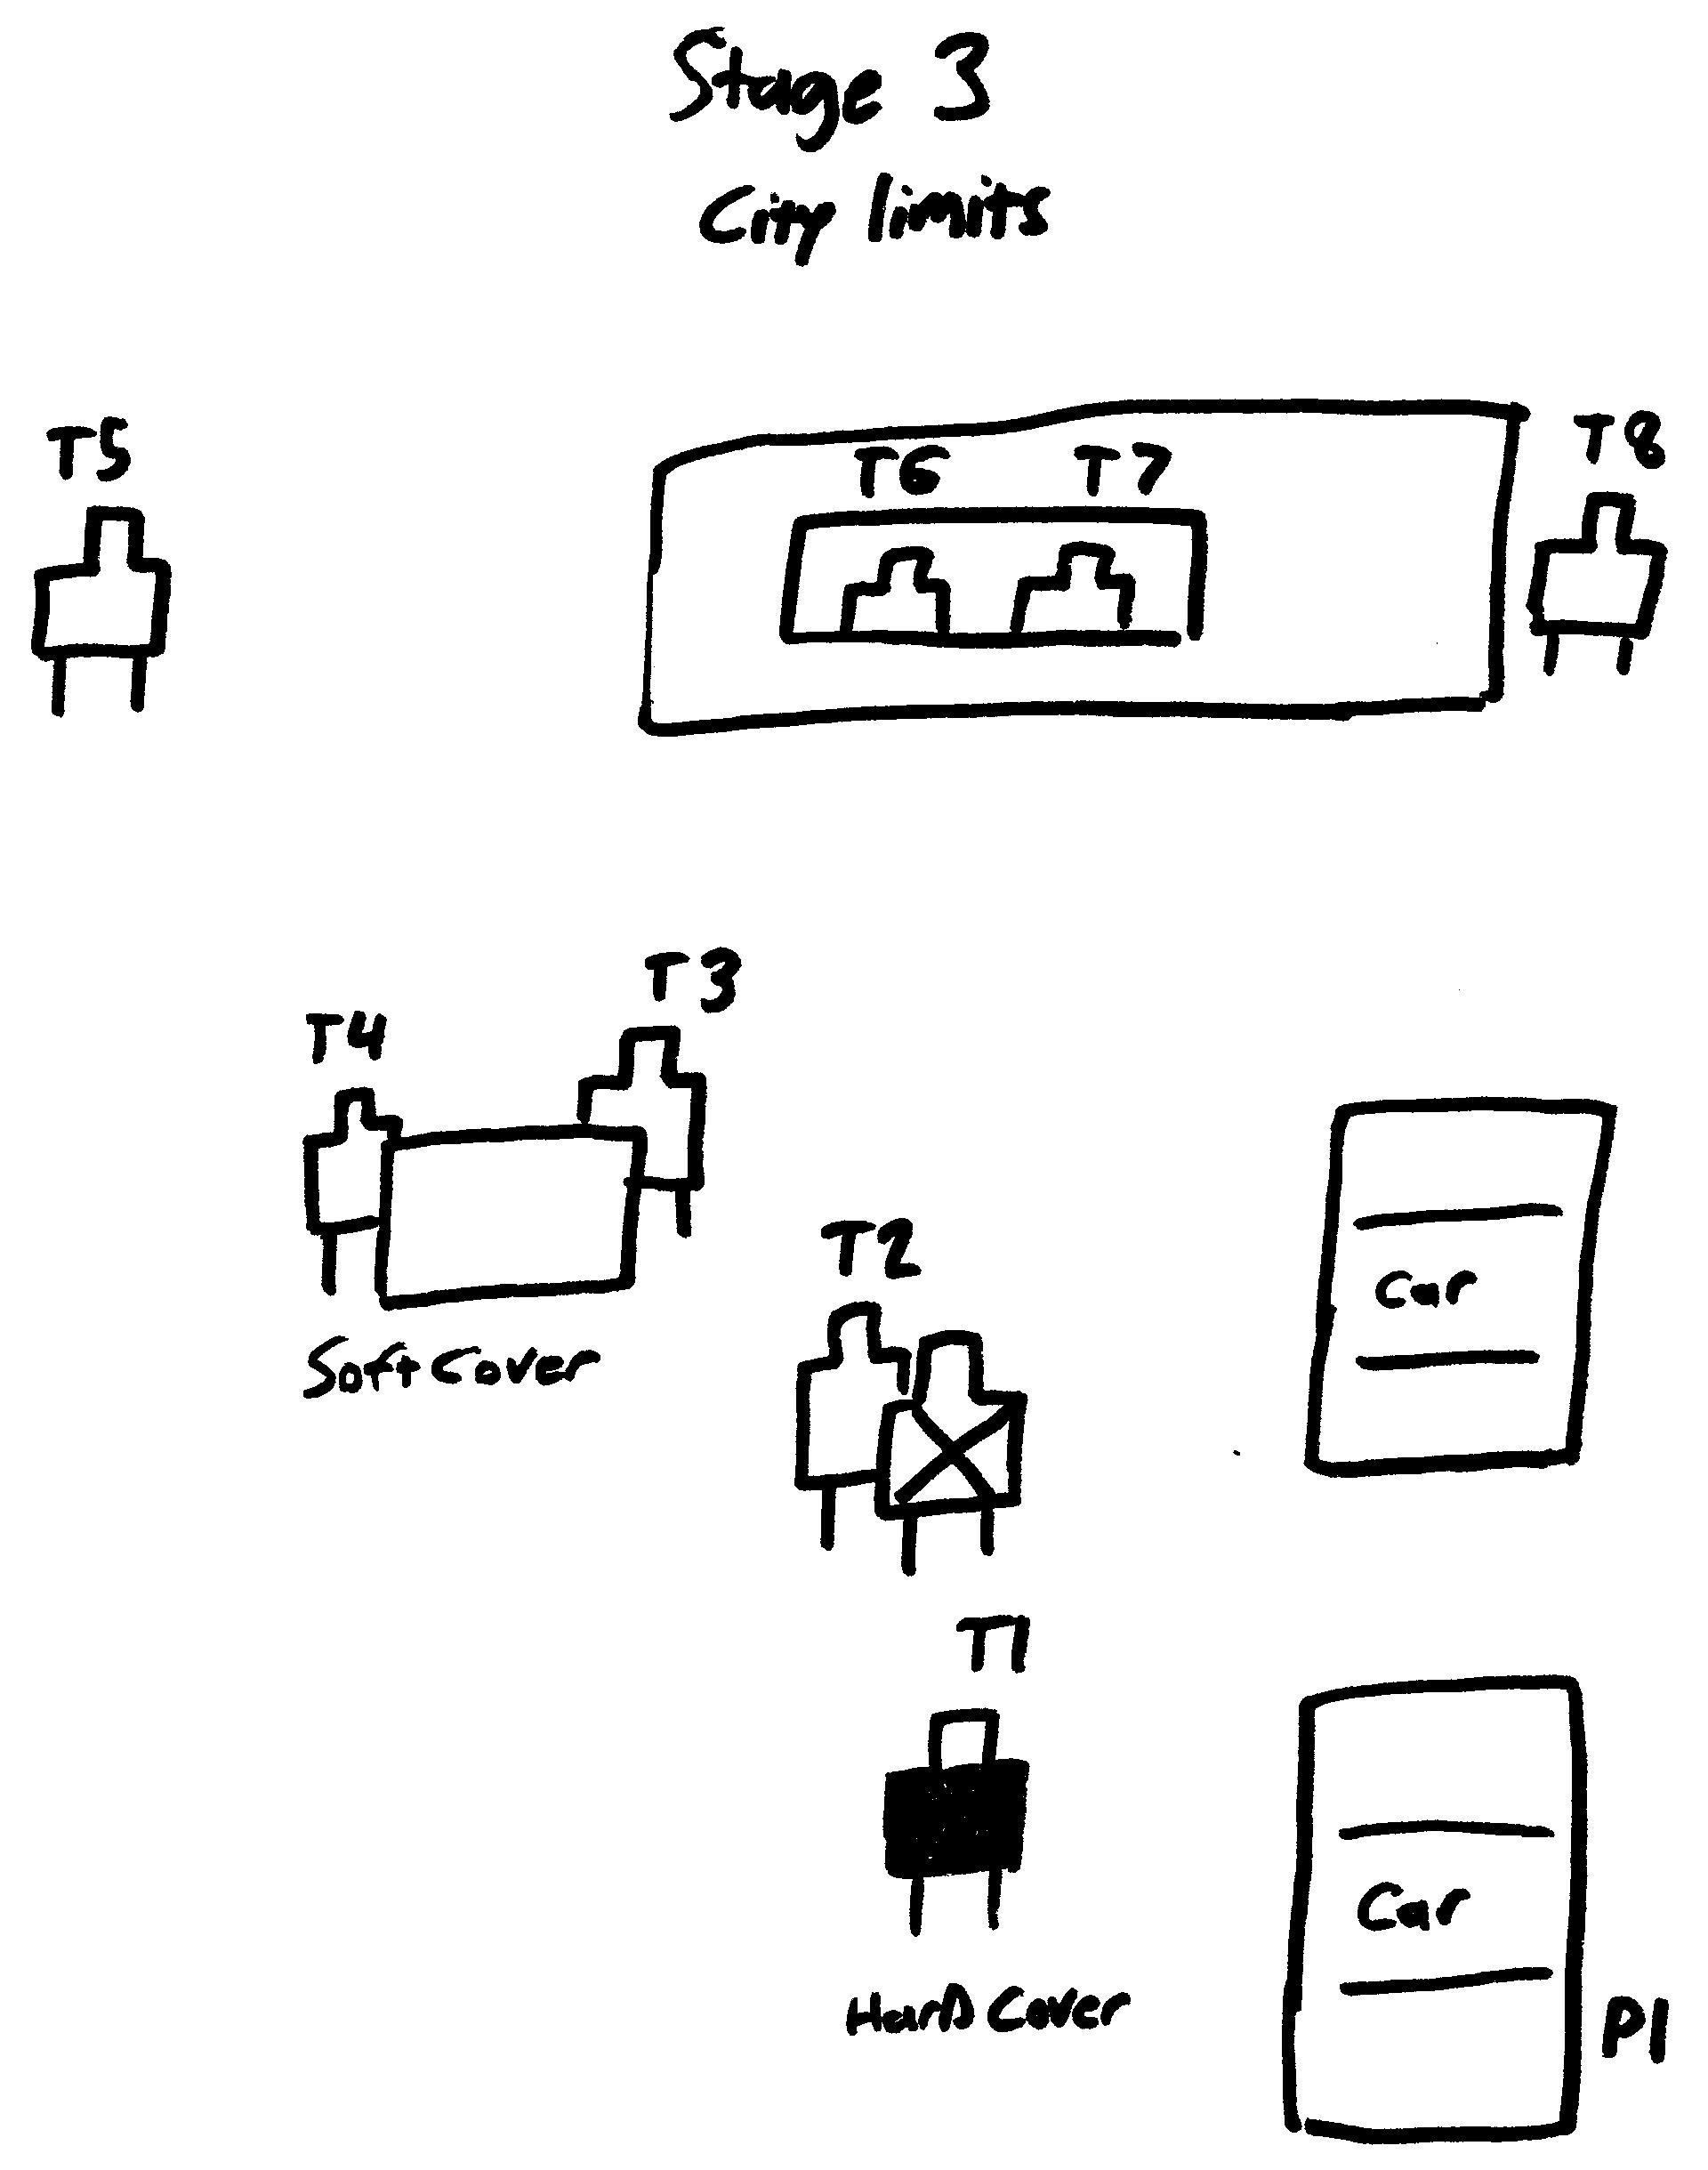 Stage 3
City limits
T5
T6
T7
T8
T3
T4
T2
Car
Soft Cover
T1
Car
HarD Cover
P1